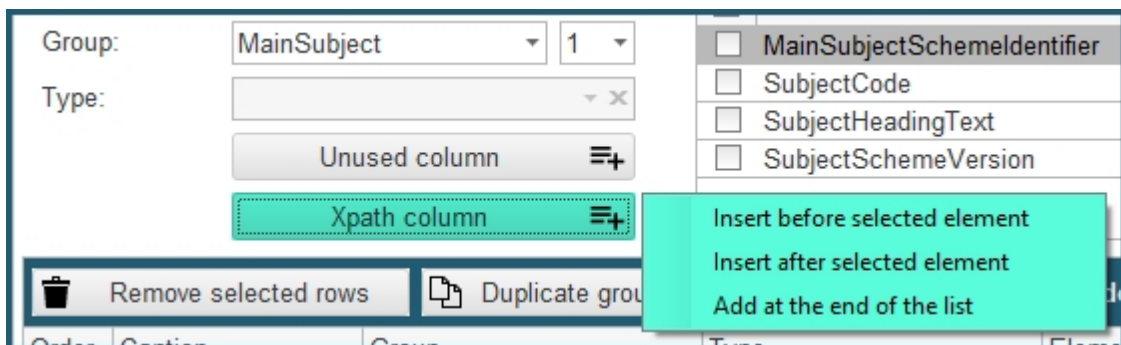 Group:
MainSubject
1
MainSubjectSchemeIdentifier
Type:
SubjectCode
SubjectHeadingText
Unused column
SubjectSchemeVersion
Xpath column
Insert before selected element
Insert after selected element
Add at the end of the list
Remove selected rows
Duplicate grou
Order Caption Group Type Eleme